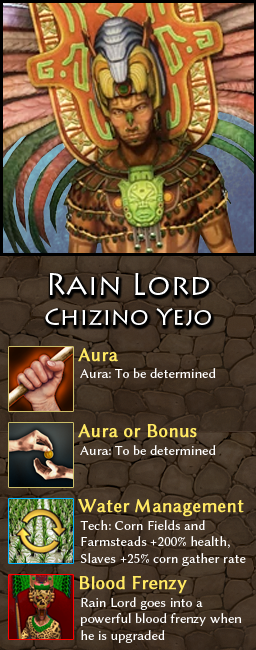 Rain Lord
Chizino Yejo
Aura
Aura: To be determined
Aura or Bonus
Aura: To be determined
Water Management
Tech: Corn Fields and
Farmsteads +200% health,
Slaves +25% corn gather rate
Blood Frenzy
Rain Lord goes into a
powerful blood frenzy when
he is upgraded